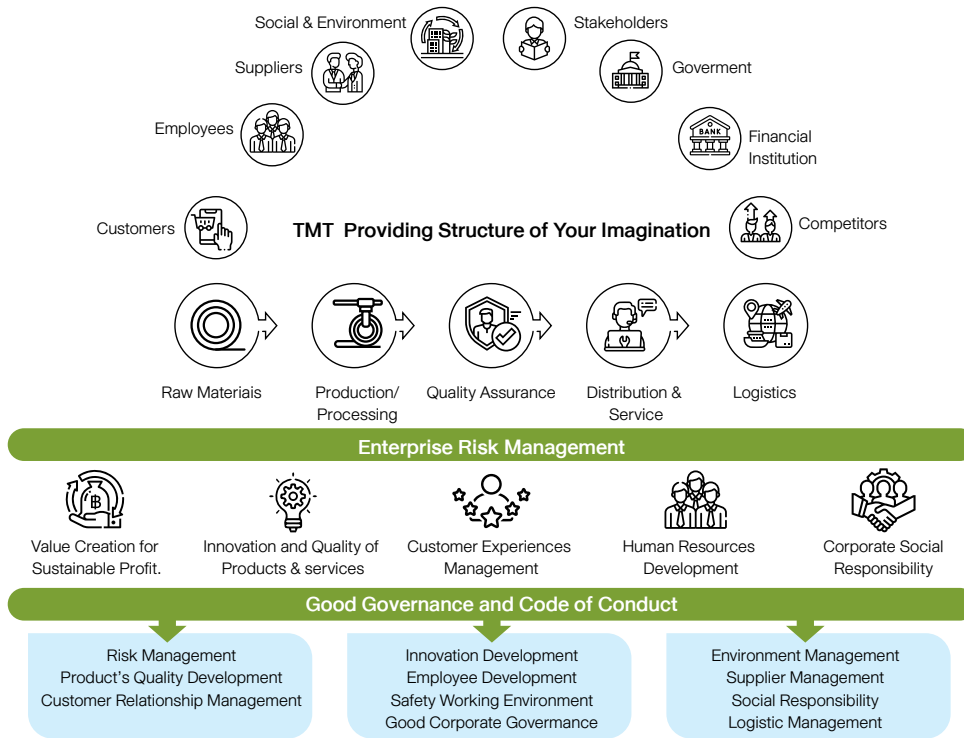 Social & Environment
Stakeholders
Suppliers
Goverment
Employees
BANK
Financial
Institution
Customers
TMT Providing Structure of Your Imagination
Competitors
Raw Materiais
Production/
Processing
Quality Assurance
Distribution &
Service
Logistics
Enterprise Risk Management
฿
Value Creation for
Sustainable Profit.
Innovation and Quality of
Products & services
Customer Experiences
Management
Human Resources
Development
Corporate Social
Responsibility
Good Governance and Code of Conduct
Risk Management
Product's Quality Development
Customer Relationship Management
Innovation Development
Employee Development
Safety Working Environment
Good Corporate Governance
Environment Management
Supplier Management
Social Responsibility
Logistic Management